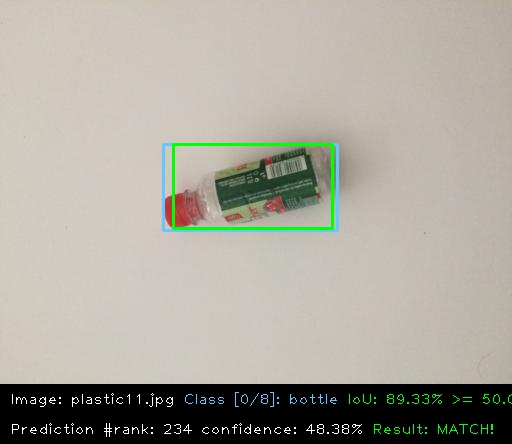 Image: plastic11.jpg Class [0/8]: bottle IoU: 89.33% >= 50.0
Prediction #rank: 234 confidence: 48.38% Result: MATCH!